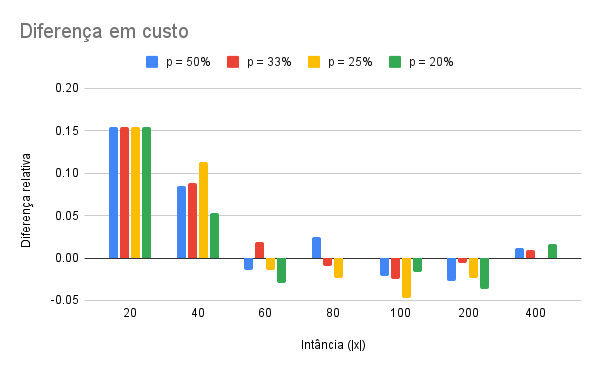 Diferença em custo
p = 50% p = 33% p = 25% p = 20%
0.20
0.15
0.10
0.05
0.00
-0.05
Diferença relativa
20 40 60 80 100 200 400
Intância (|x|)